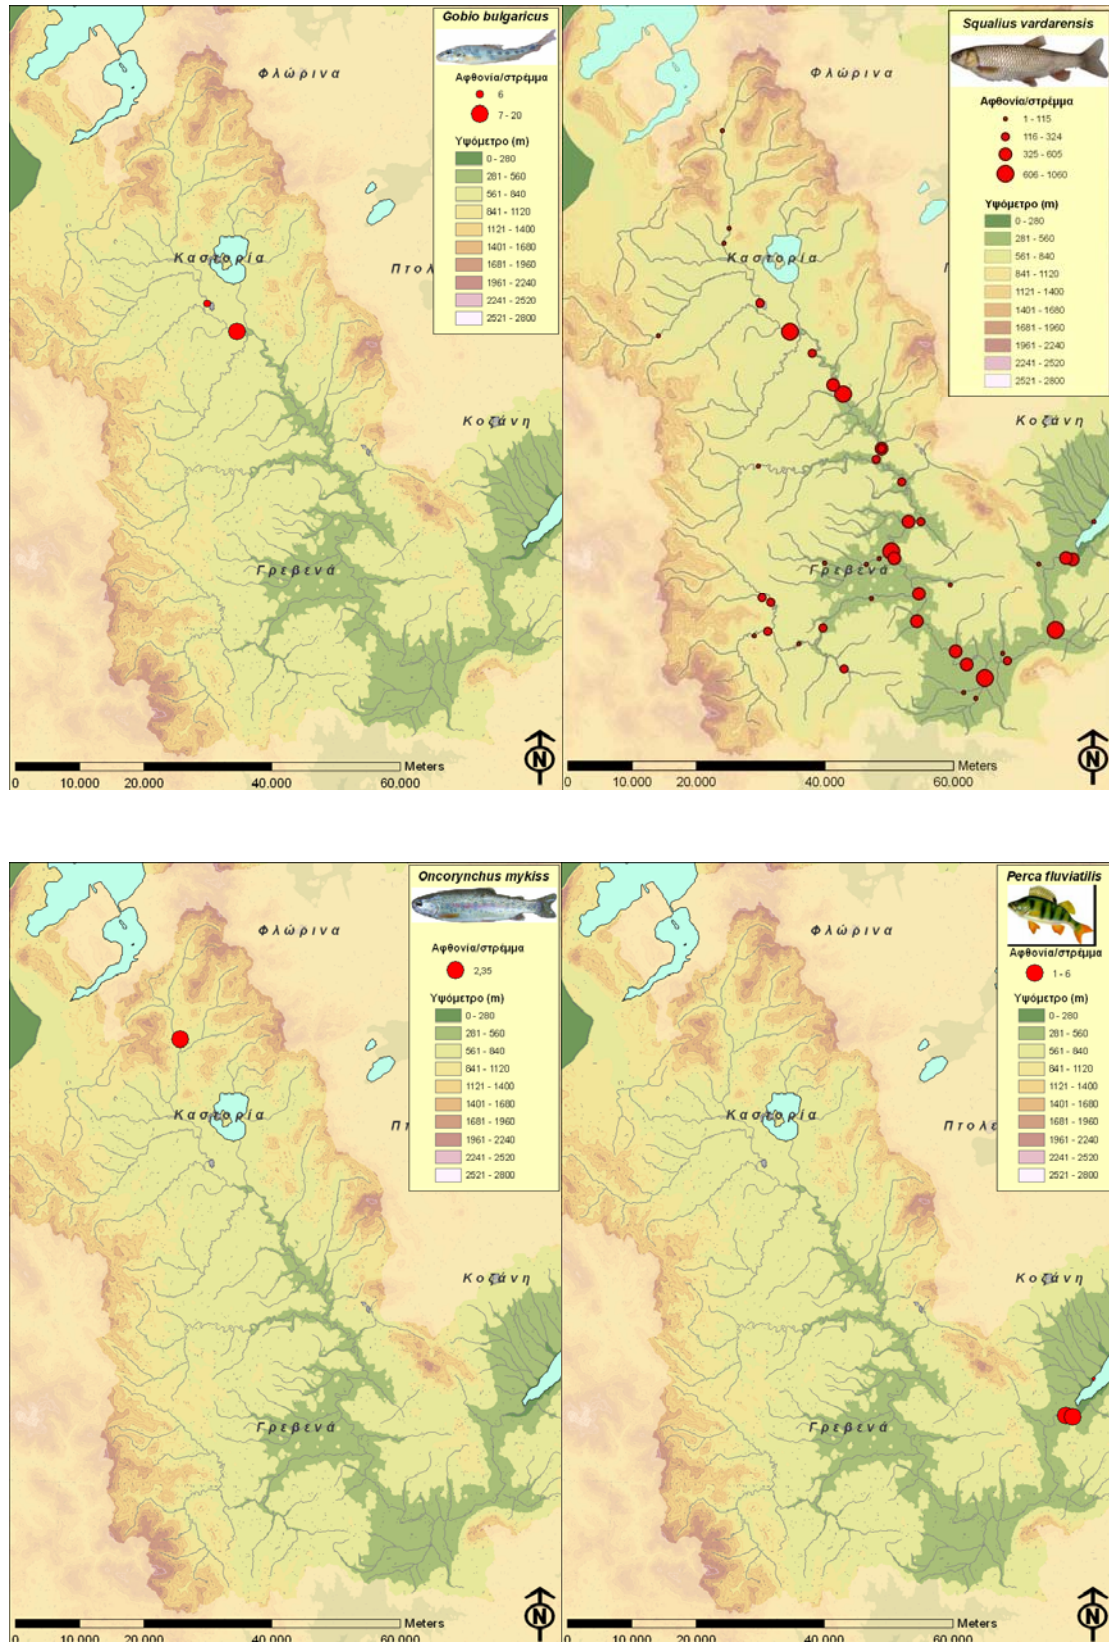 Gobio bulgaricus
Αφθονία/στρέμμα
6
7 - 20
Υψόμετρο (m)
0 - 280
281 - 560
561 - 840
841 - 1120
1121 - 1400
1401 - 1680
1681 - 1960
1961 - 2240
2241 - 2520
2521 - 2800
Φλώρινα
Καστοριά
Πτολ
Κοζάνη
Γρεβενά
Meters
0 10.000 20.000 40.000 60.000
N
Squalius vardarensis
Αφθονία/στρέμμα
1 - 115
116 - 324
325 - 605
606 - 1060
Υψόμετρο (m)
0 - 280
281 - 560
561 - 840
841 - 1120
1121 - 1400
1401 - 1680
1681 - 1960
1961 - 2240
2241 - 2520
2521 - 2800
Φλώρινα
Καστοριά
Κοζάνη
Γρεβενά
Meters
0 10.000 20.000 40.000 60.000
N
Oncorynchus mykiss
Αφθονία/στρέμμα
2,35
Υψόμετρο (m)
0 - 280
281 - 560
561 - 840
841 - 1120
1121 - 1400
1401 - 1680
1681 - 1960
1961 - 2240
2241 - 2520
2521 - 2800
Φλώρινα
Καστοριά
Πτ
Κοζάνη
Γρεβενά
Meters
0 10.000 20.000 40.000 60.000
N
Perca fluviatilis
Αφθονία/στρέμμα
1 - 6
Υψόμετρο (m)
0 - 280
281 - 560
561 - 840
841 - 1120
1121 - 1400
1401 - 1680
1681 - 1960
1961 - 2240
2241 - 2520
2521 - 2800
Φλώρινα
Καστοριά
Πτολε
Κοζάνη
Γρεβενά
Meters
0 10.000 20.000 40.000 60.000
N